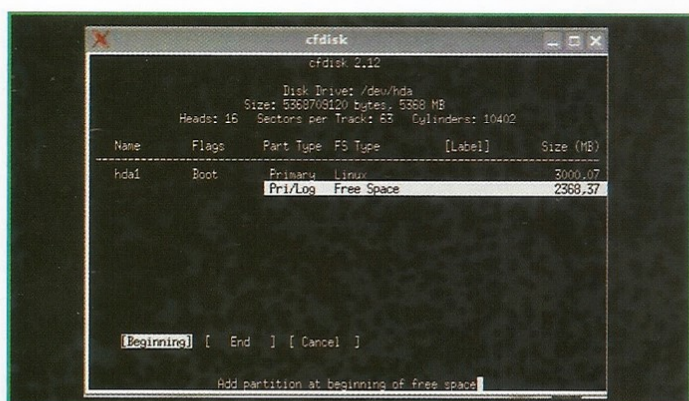 cfdisk
cfdisk 2.12
Disk Drive: /dev/hda
Size: 5368709120 bytes, 5368 MB
Heads: 16 Sectors per Track: 63 Cylinders: 10402
Name Flags Part Type FS Type [Label] Size (MB)
hda1 Boot Primary Linux 3000,07
Pri/Log Free Space 2368,37
[Beginning] [ End ] [ Cancel ]
Add partition at beginning of free space